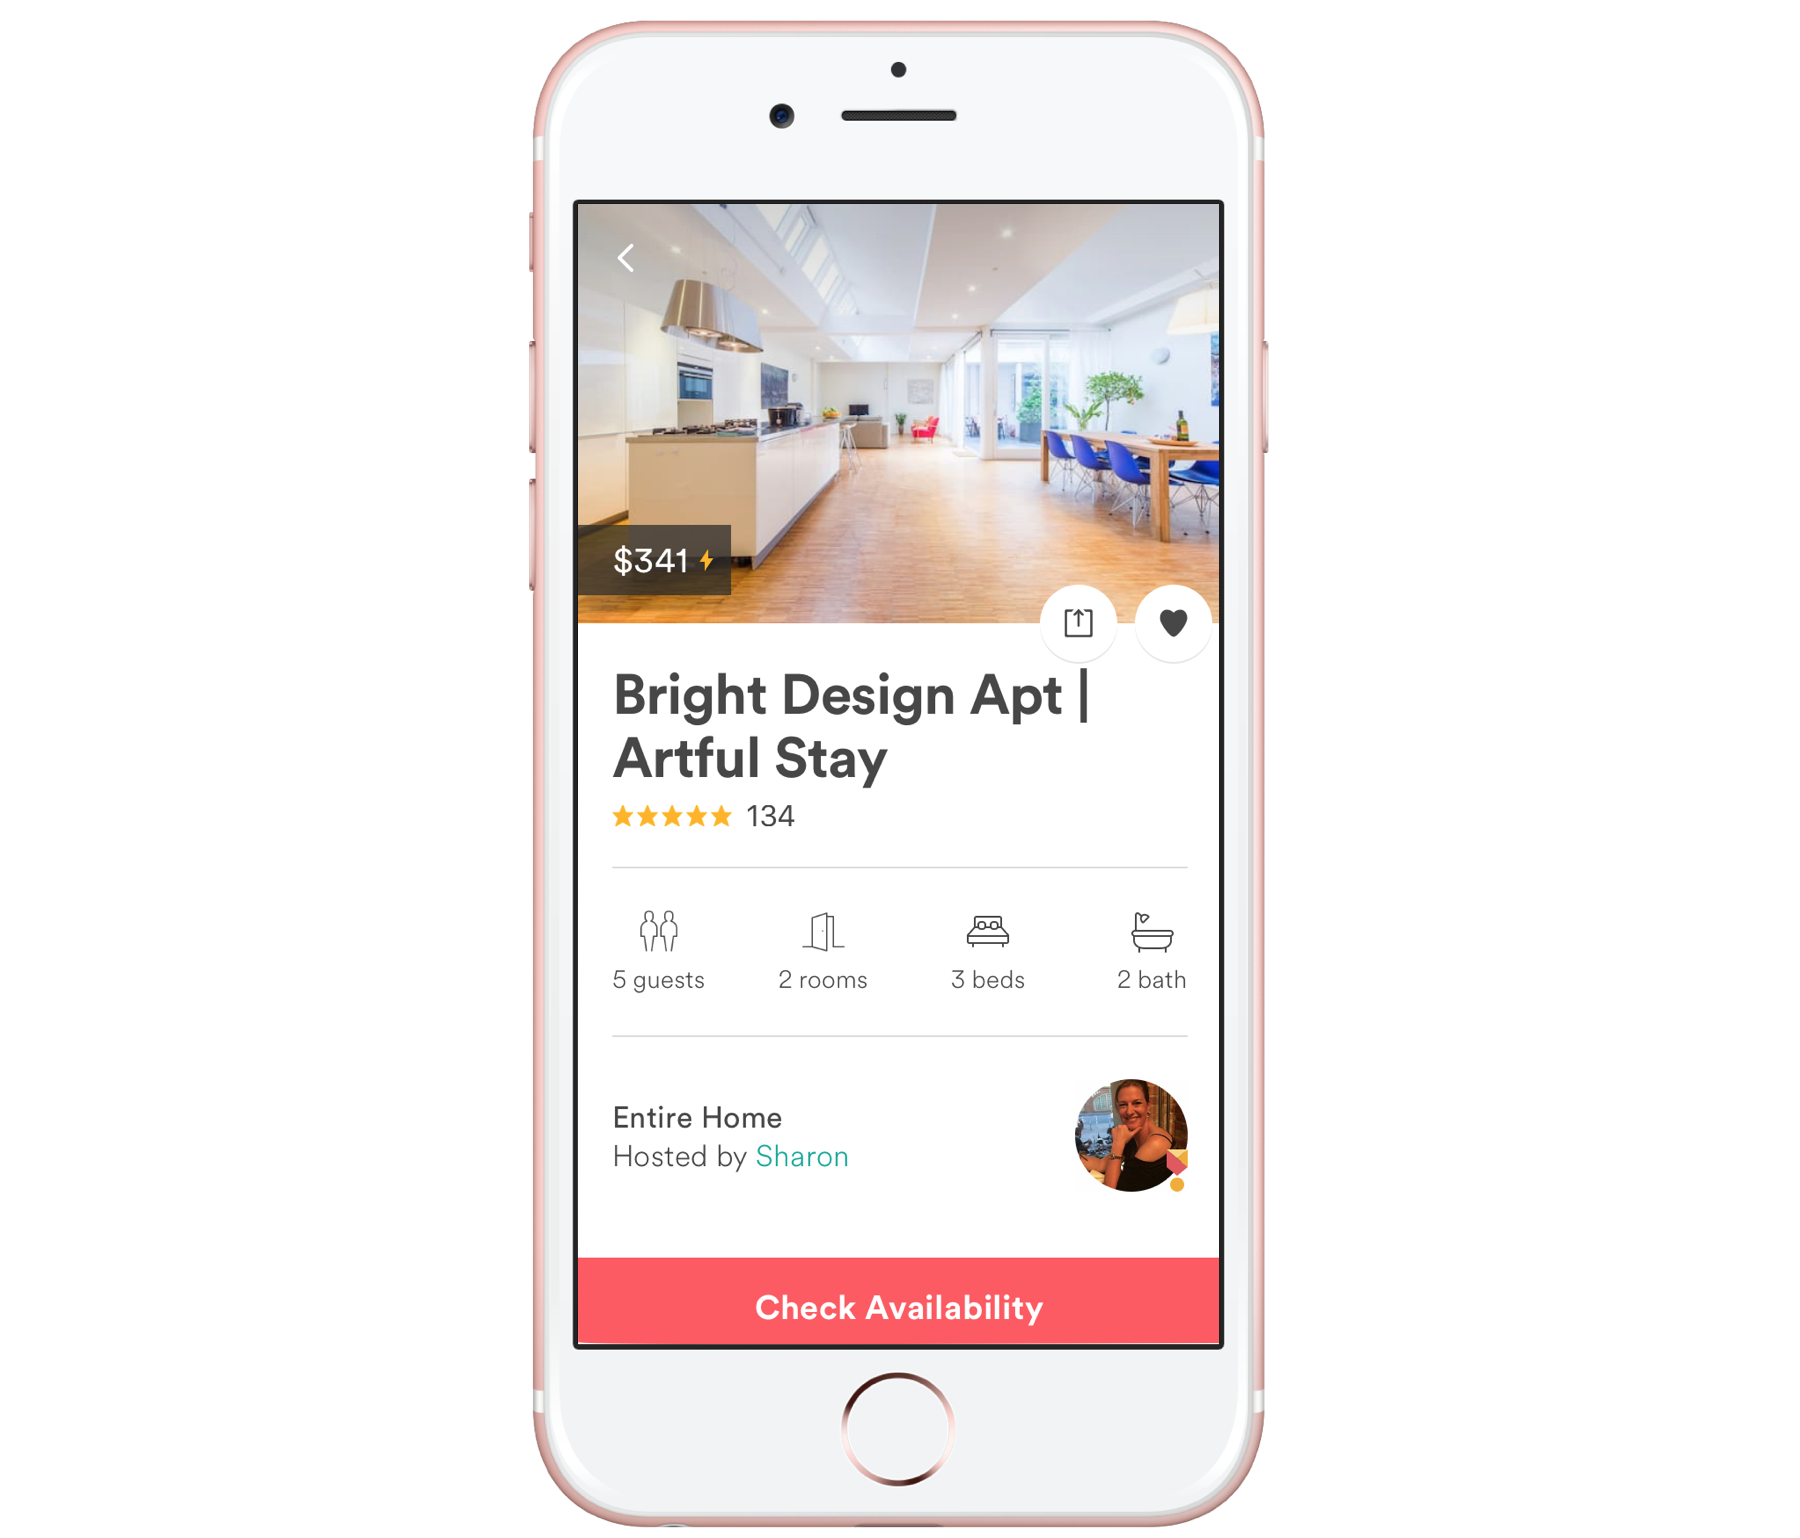 $341
Bright Design Apt |
Artful Stay
134
5 guests
2 rooms
3 beds
2 bath
Entire Home
Hosted by Sharon
Check Availability